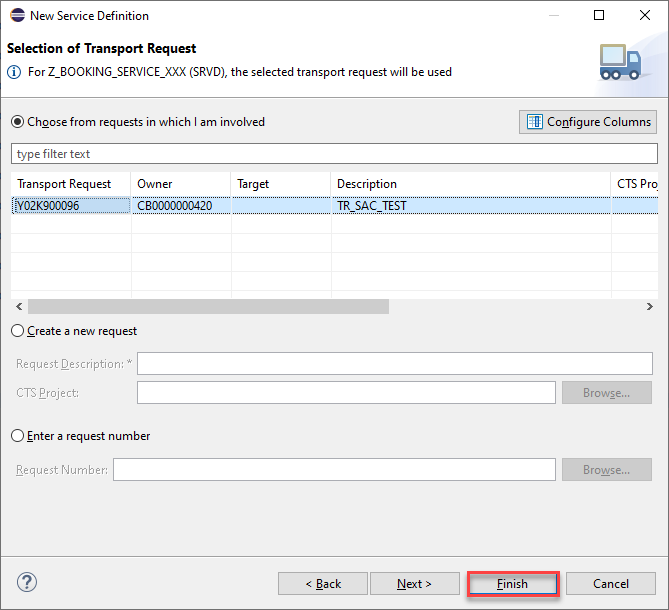 New Service Definition
Selection of Transport Request
For Z_BOOKING_SERVICE_XXX (SRVD), the selected transport request will be used
Choose from requests in which I am involved
Configure Columns
type filter text
Transport Request Owner Target Description CTS Proj
Y02K900096 CB0000000420 TR_SAC_TEST
Create a new request
Request Description: *
CTS Project:
Browse...
Enter a request number
Request Number:
Browse...
? < Back Next > Finish Cancel